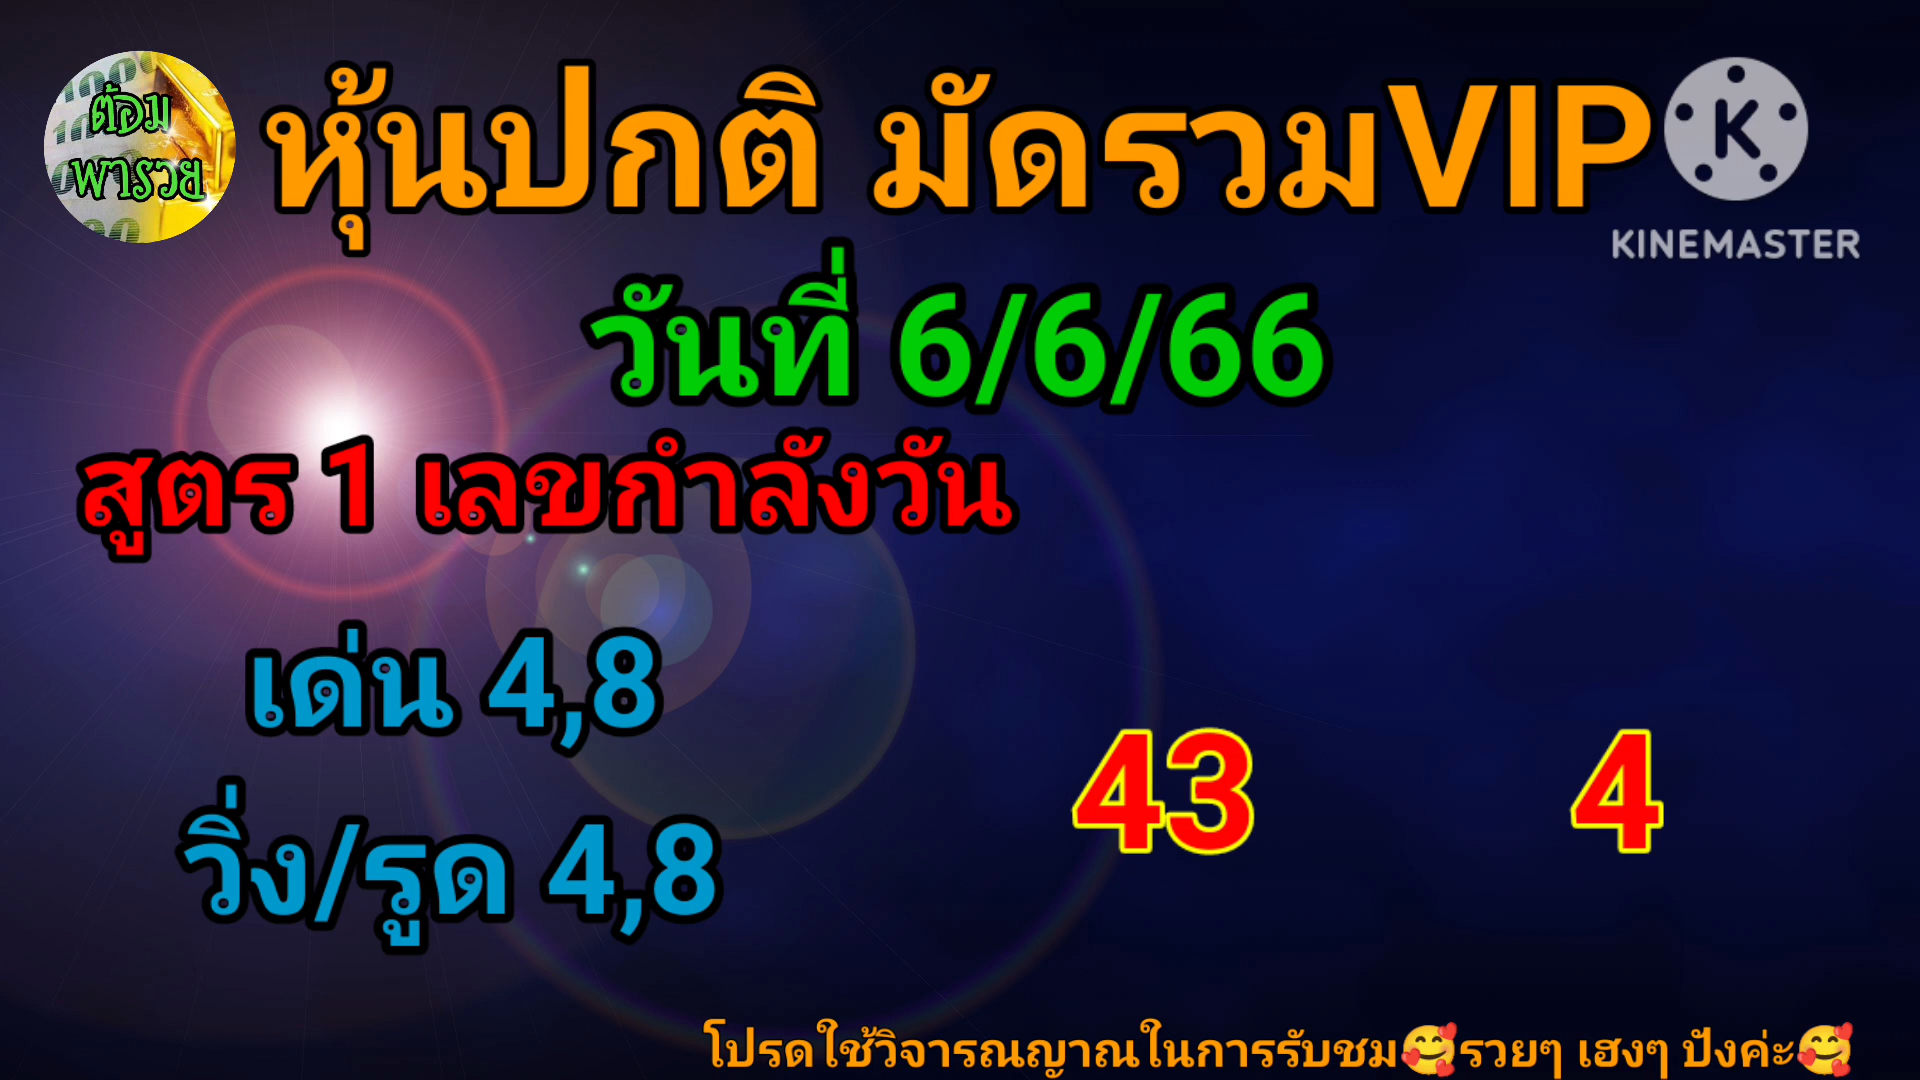 ต้อม
พารวย
หุ้นปกติ มัดรวมVIP
KINEMASTER
วันที่ 6/6/66
สูตร 1 เลขกำลังวัน
เด่น 4,8
43 4
วิ่ง/รูด 4,8
โปรดใช้วิจารณญาณในการรับชม🥰รวยๆ เฮงๆ ปังค่ะ🥰